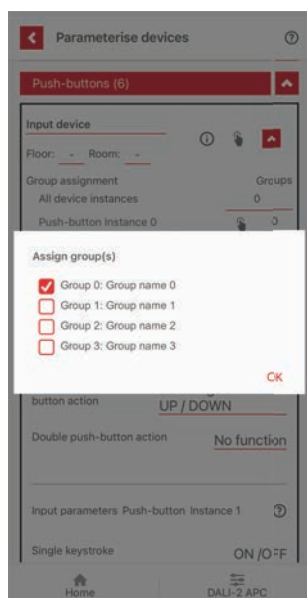 Parameterise devices
Push-buttons (6)
Input device
Floor: - Room: -
Group assignment Groups
All device instances 0
Push-button Instance 0 0
Assign group(s)
Group 0: Group name 0
Group 1: Group name 1
Group 2: Group name 2
Group 3: Group name 3
OK
button action
UP / DOWN
Double push-button action No function
Input parameters Push-button Instance 1
Single keystroke ON /OFF
Home DALI-2 APC